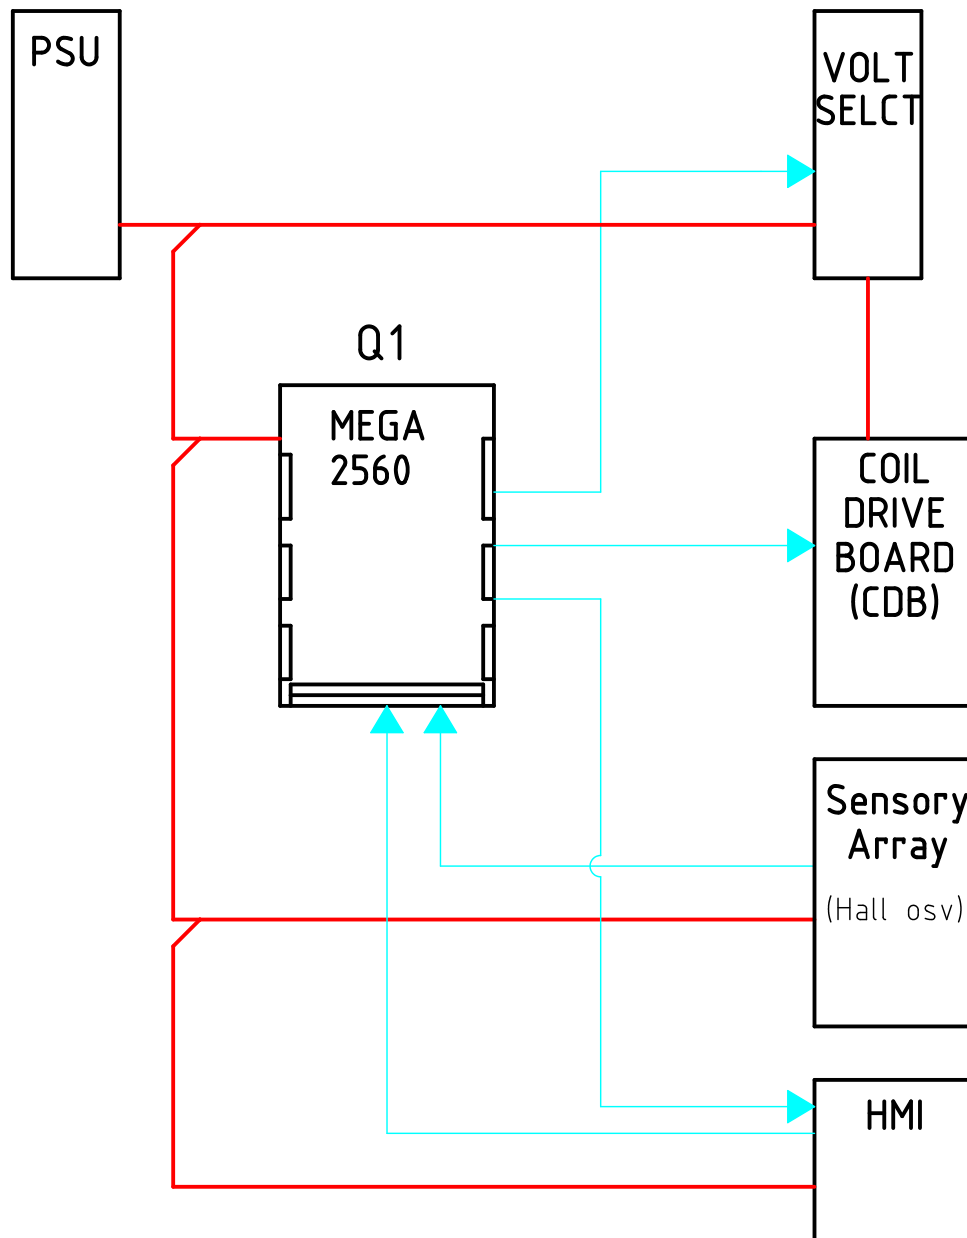 PSU
VOLT
SELCT
Q1
MEGA
2560
COIL
DRIVE
BOARD
(CDB)
Sensory
Array
(Hall osv)
HMI